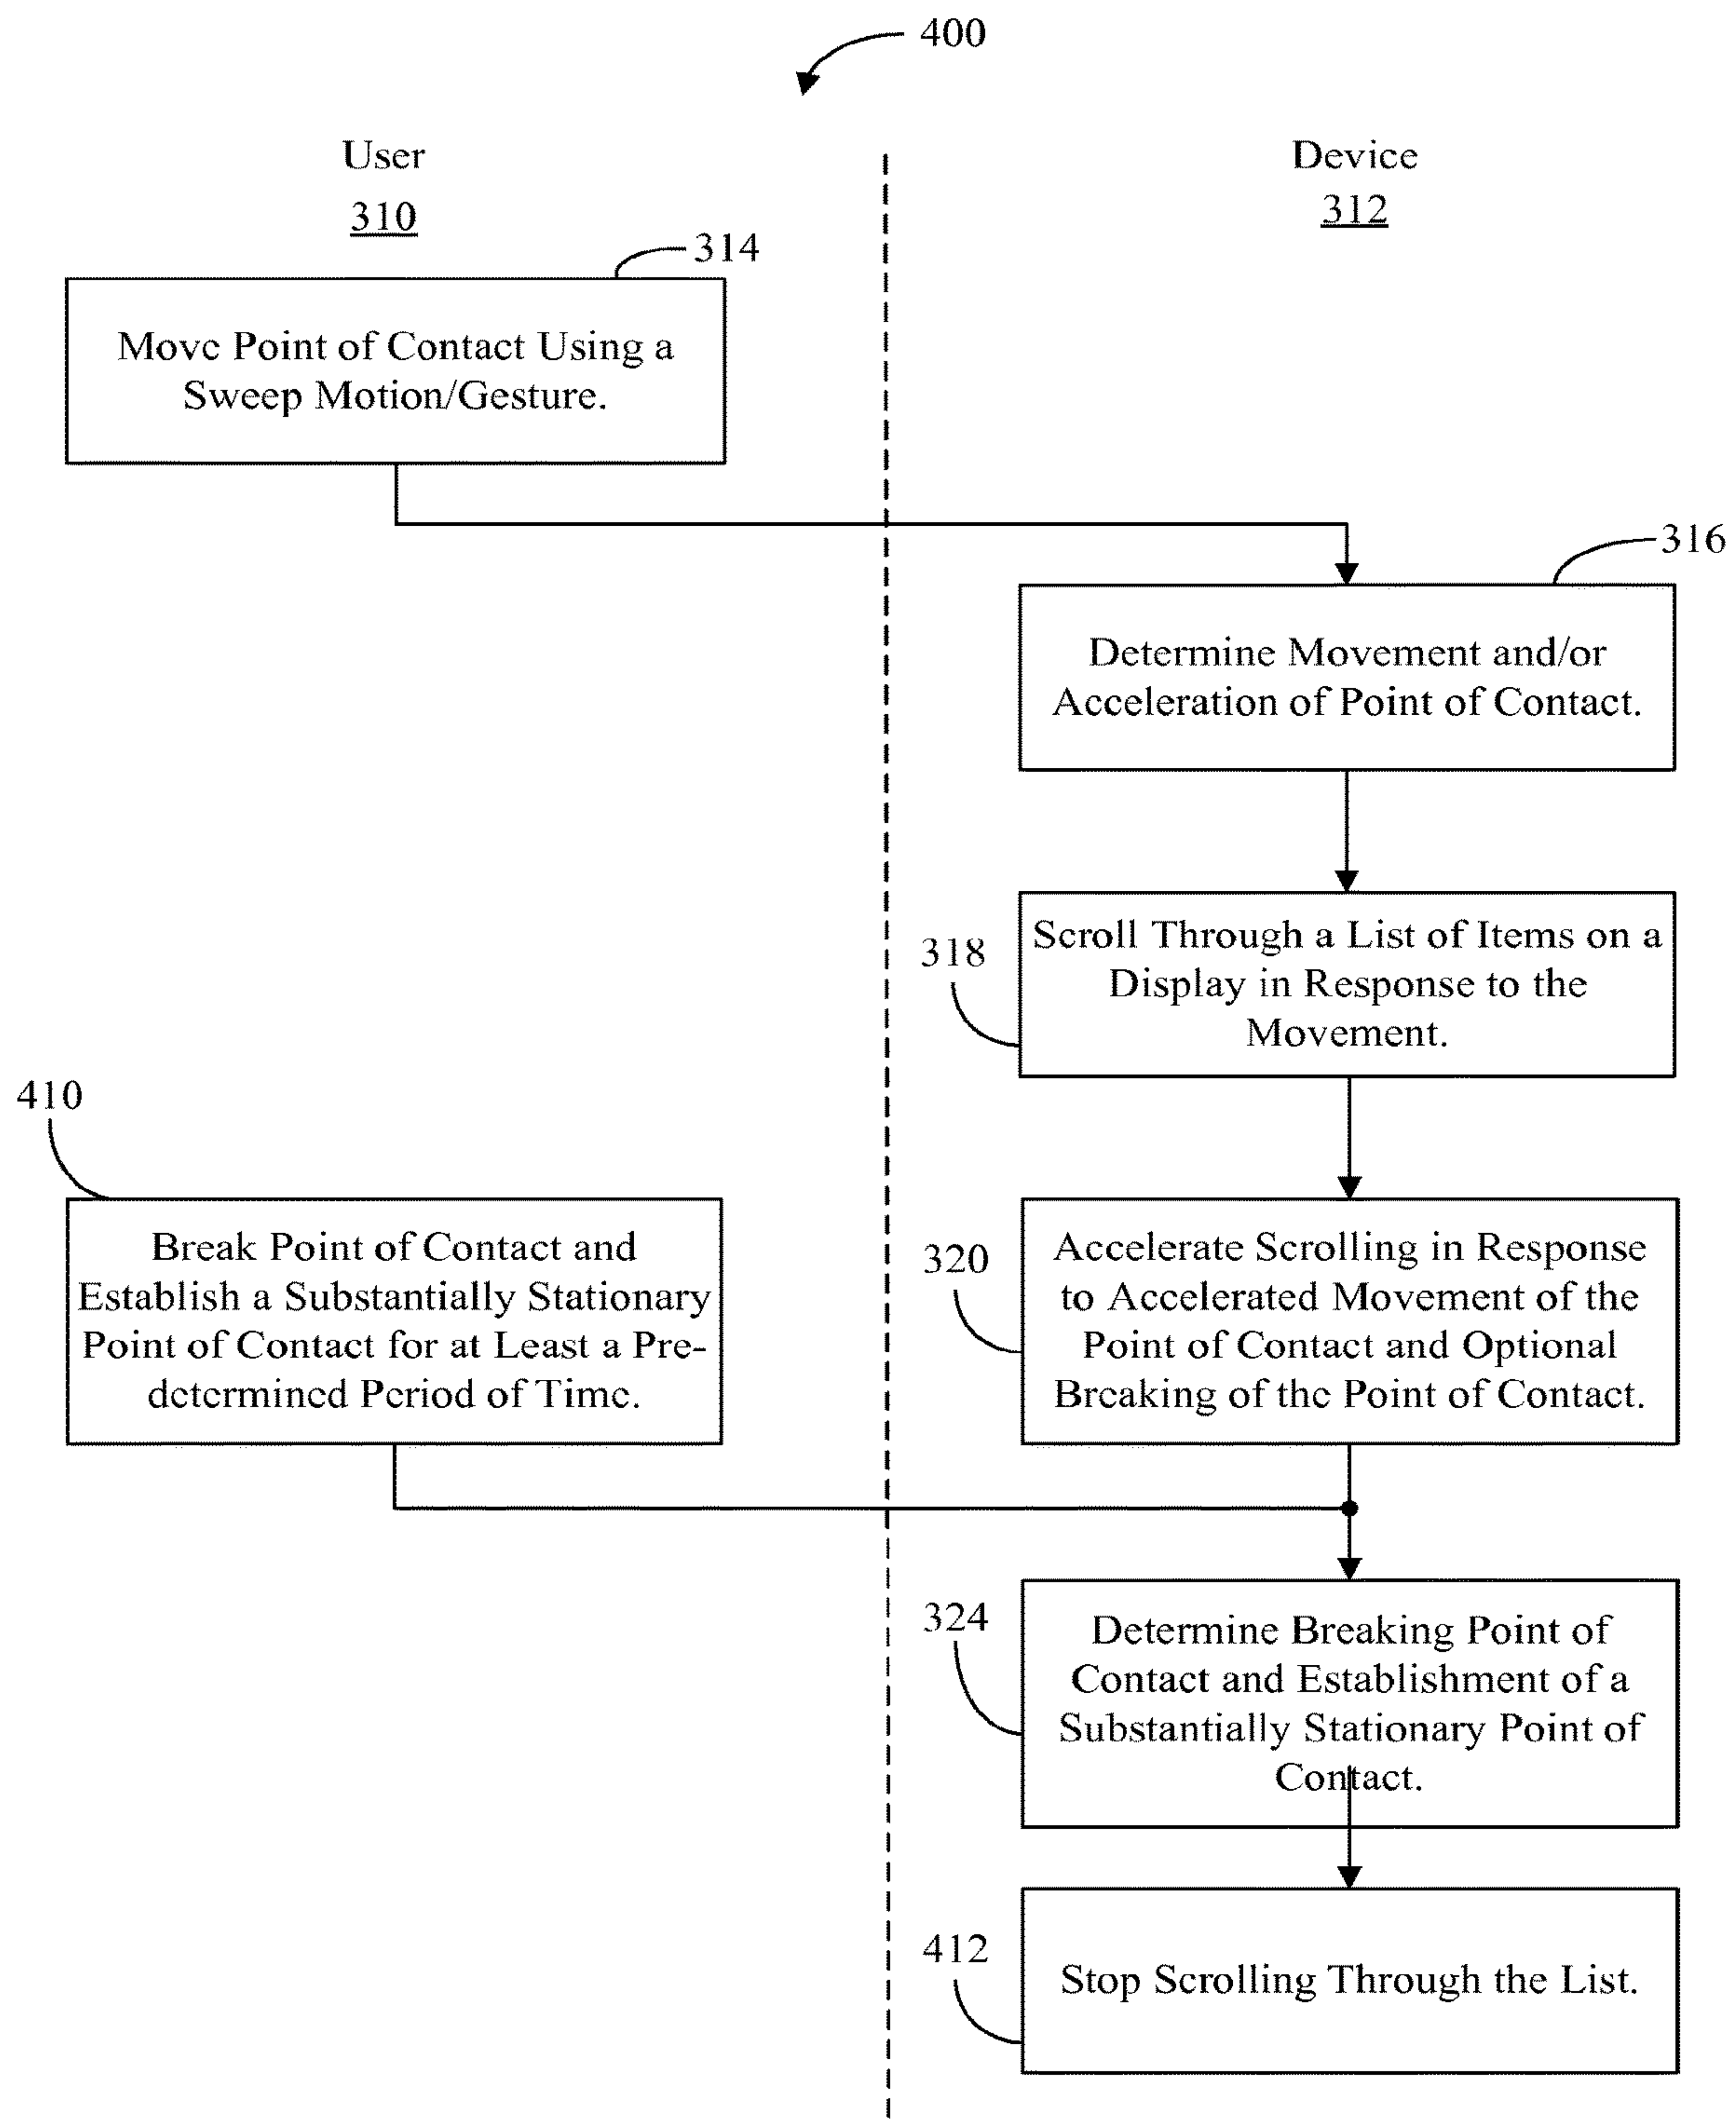 400
User
310
Device
312
314
Move Point of Contact Using a
Sweep Motion/Gesture.
316
Determine Movement and/or
Acceleration of Point of Contact.
318
Scroll Through a List of Items on a
Display in Response to the
Movement.
410
Break Point of Contact and
Establish a Substantially Stationary
Point of Contact for at Least a Pre-
determined Period of Time.
320
Accelerate Scrolling in Response
to Accelerated Movement of the
Point of Contact and Optional
Breaking of the Point of Contact.
324
Determine Breaking Point of
Contact and Establishment of a
Substantially Stationary Point of
Contact.
412
Stop Scrolling Through the List.